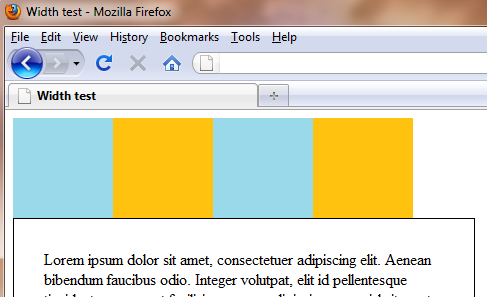 Width test - Mozilla Firefox
File Edit View History Bookmarks Tools Help
Width test
Lorem ipsum dolor sit amet, consectetuer adipiscing elit. Aenean
bibendum faucibus odio. Integer volutpat, elit id pellentesque